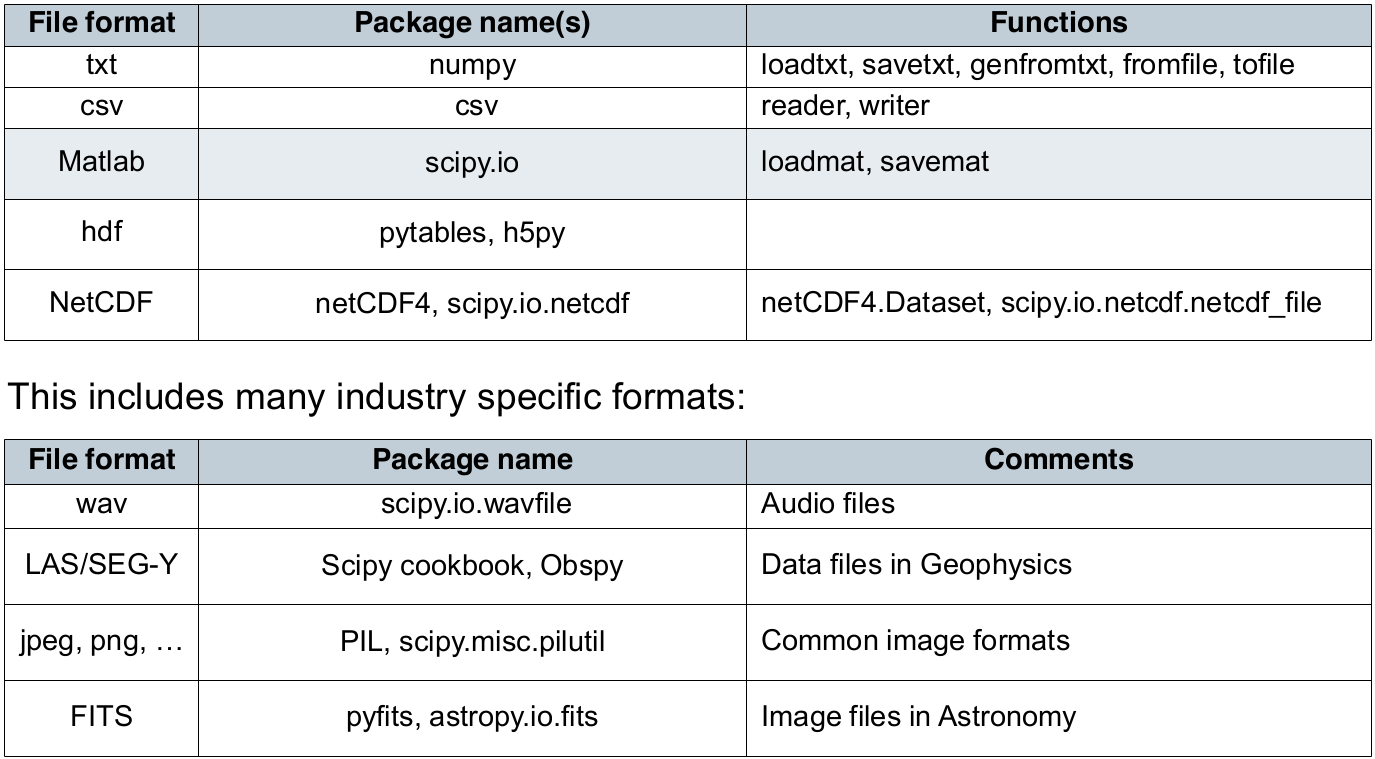 File format Package name(s) Functions
txt numpy loadtxt, savetxt, genfromtxt, fromfile, tofile
csv csv reader, writer
Matlab scipy.io loadmat, savemat
hdf pytables, h5py
NetCDF netCDF4, scipy.io.netcdf netCDF4.Dataset, scipy.io.netcdf.netcdf_file
This includes many industry specific formats:
File format Package name Comments
wav scipy.io.wavfile Audio files
LAS/SEG-Y Scipy cookbook, Obspy Data files in Geophysics
jpeg, png, … PIL, scipy.misc.pilutil Common image formats
FITS pyfits, astropy.io.fits Image files in Astronomy